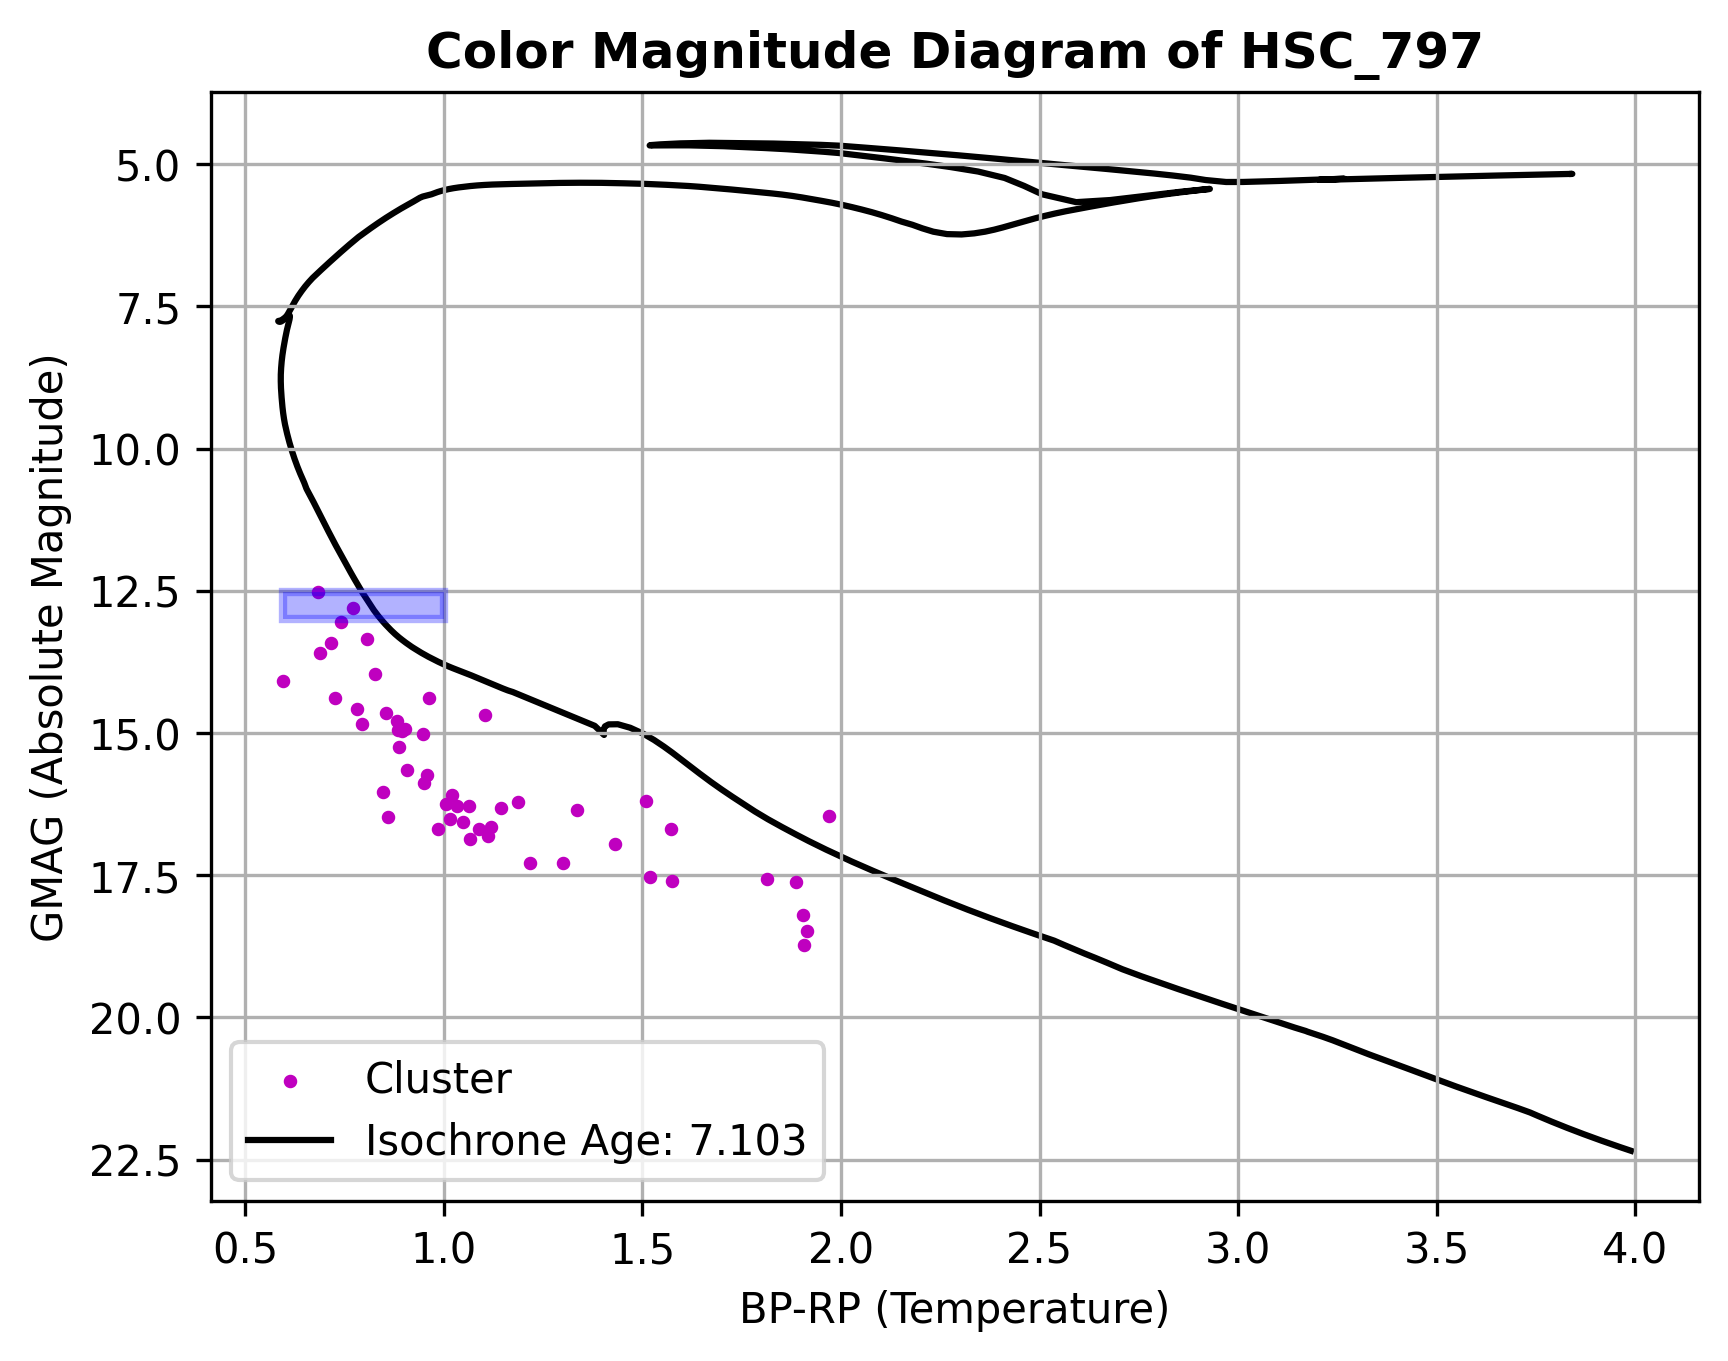 Color Magnitude Diagram of HSC_797
GMAG (Absolute Magnitude)
5.0
7.5
10.0
12.5
15.0
17.5
20.0
22.5
Cluster
Isochrone Age: 7.103
0.5 1.0 1.5 2.0 2.5 3.0 3.5 4.0
BP-RP (Temperature)